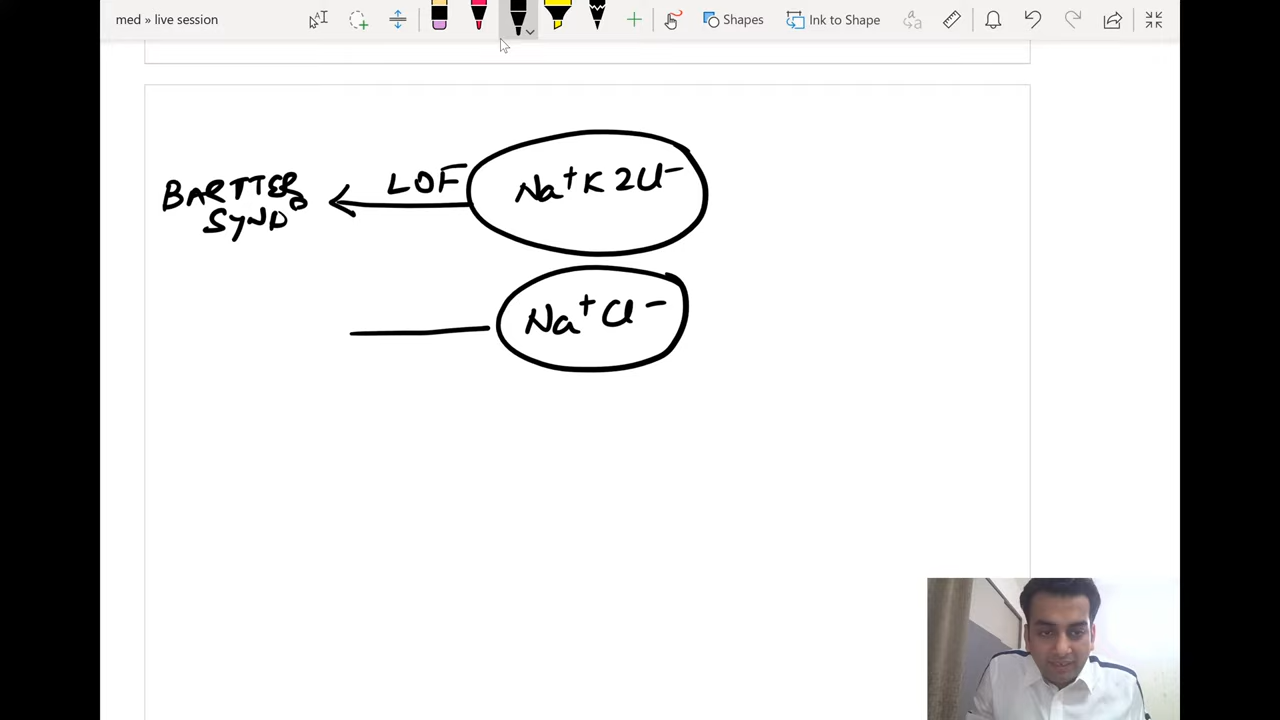 med » live session
Shapes
Ink to Shape
BARTTER LOF Na⁺K 2Cl⁻
SYND
Na⁺Cl⁻